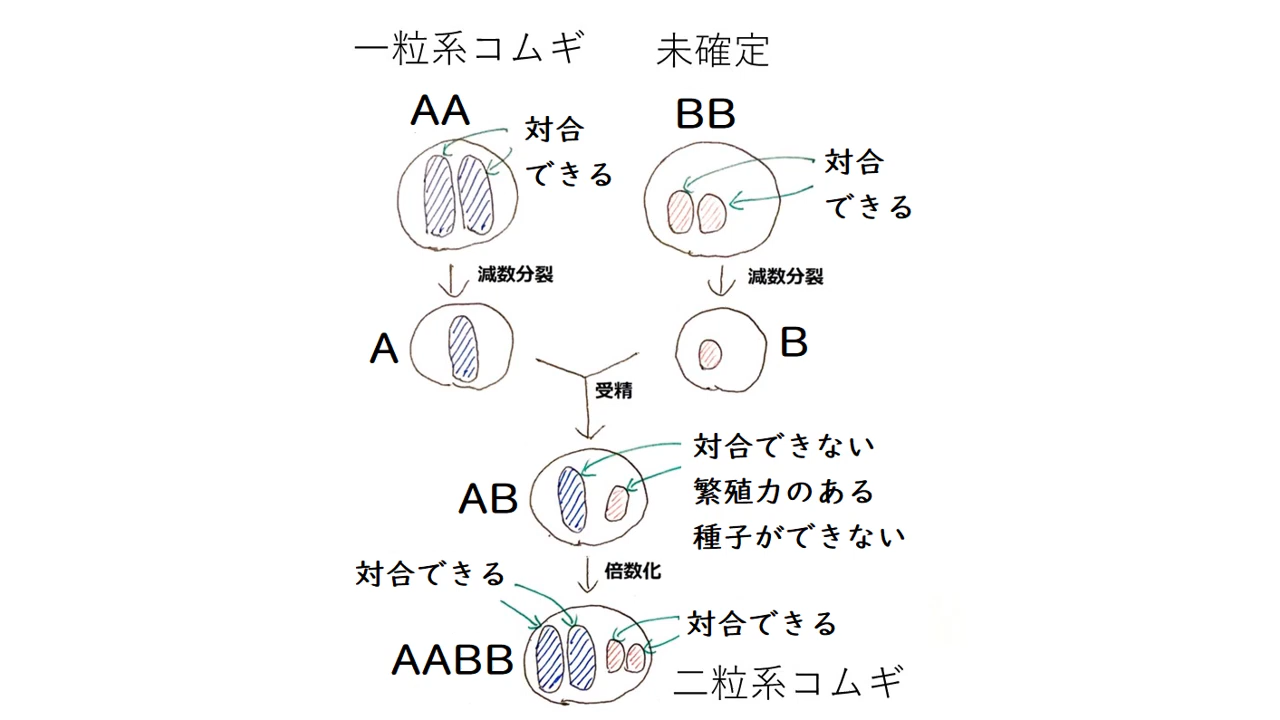 一粒系コムギ
未確定
AA
BB
対合
できる
対合
できる
減数分裂
減数分裂
A
B
受精
AB
対合できない
繁殖力のある
種子ができない
倍数化
対合できる
対合できる
AABB
二粒系コムギ